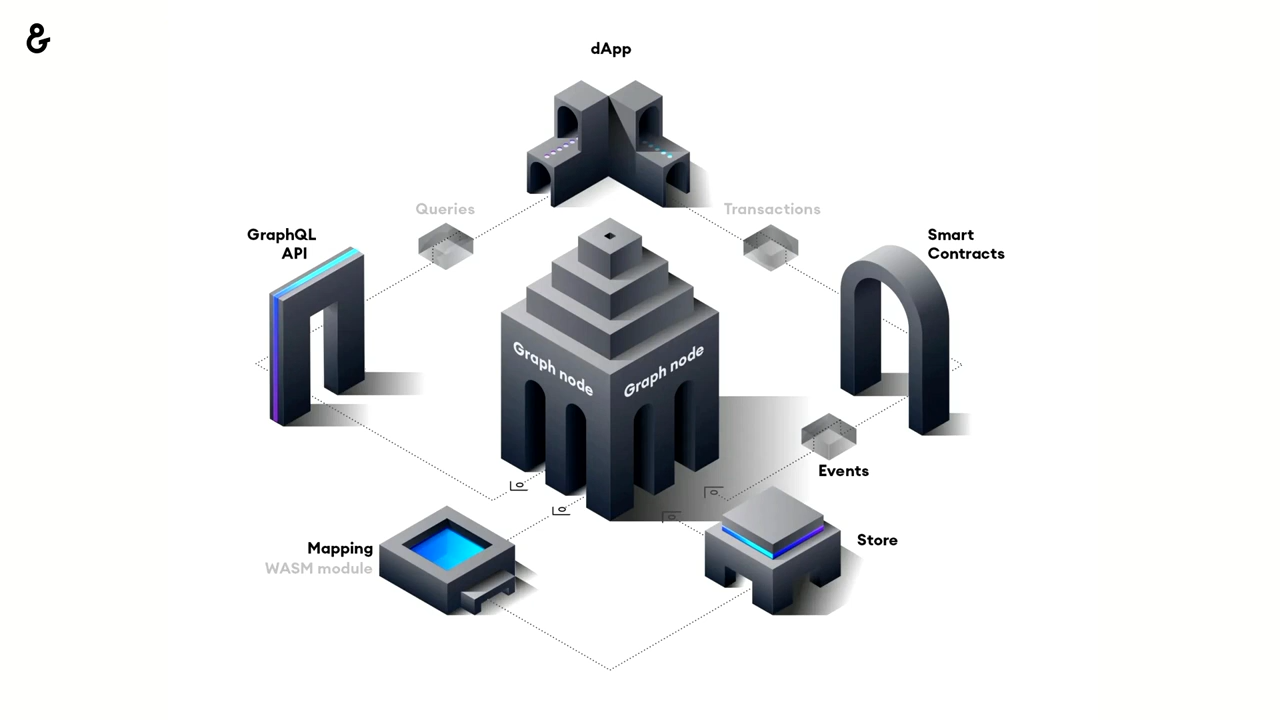 &
dApp
Queries
Transactions
GraphQL
API
Smart
Contracts
Graph node
Graph node
Events
Mapping
WASM module
Store